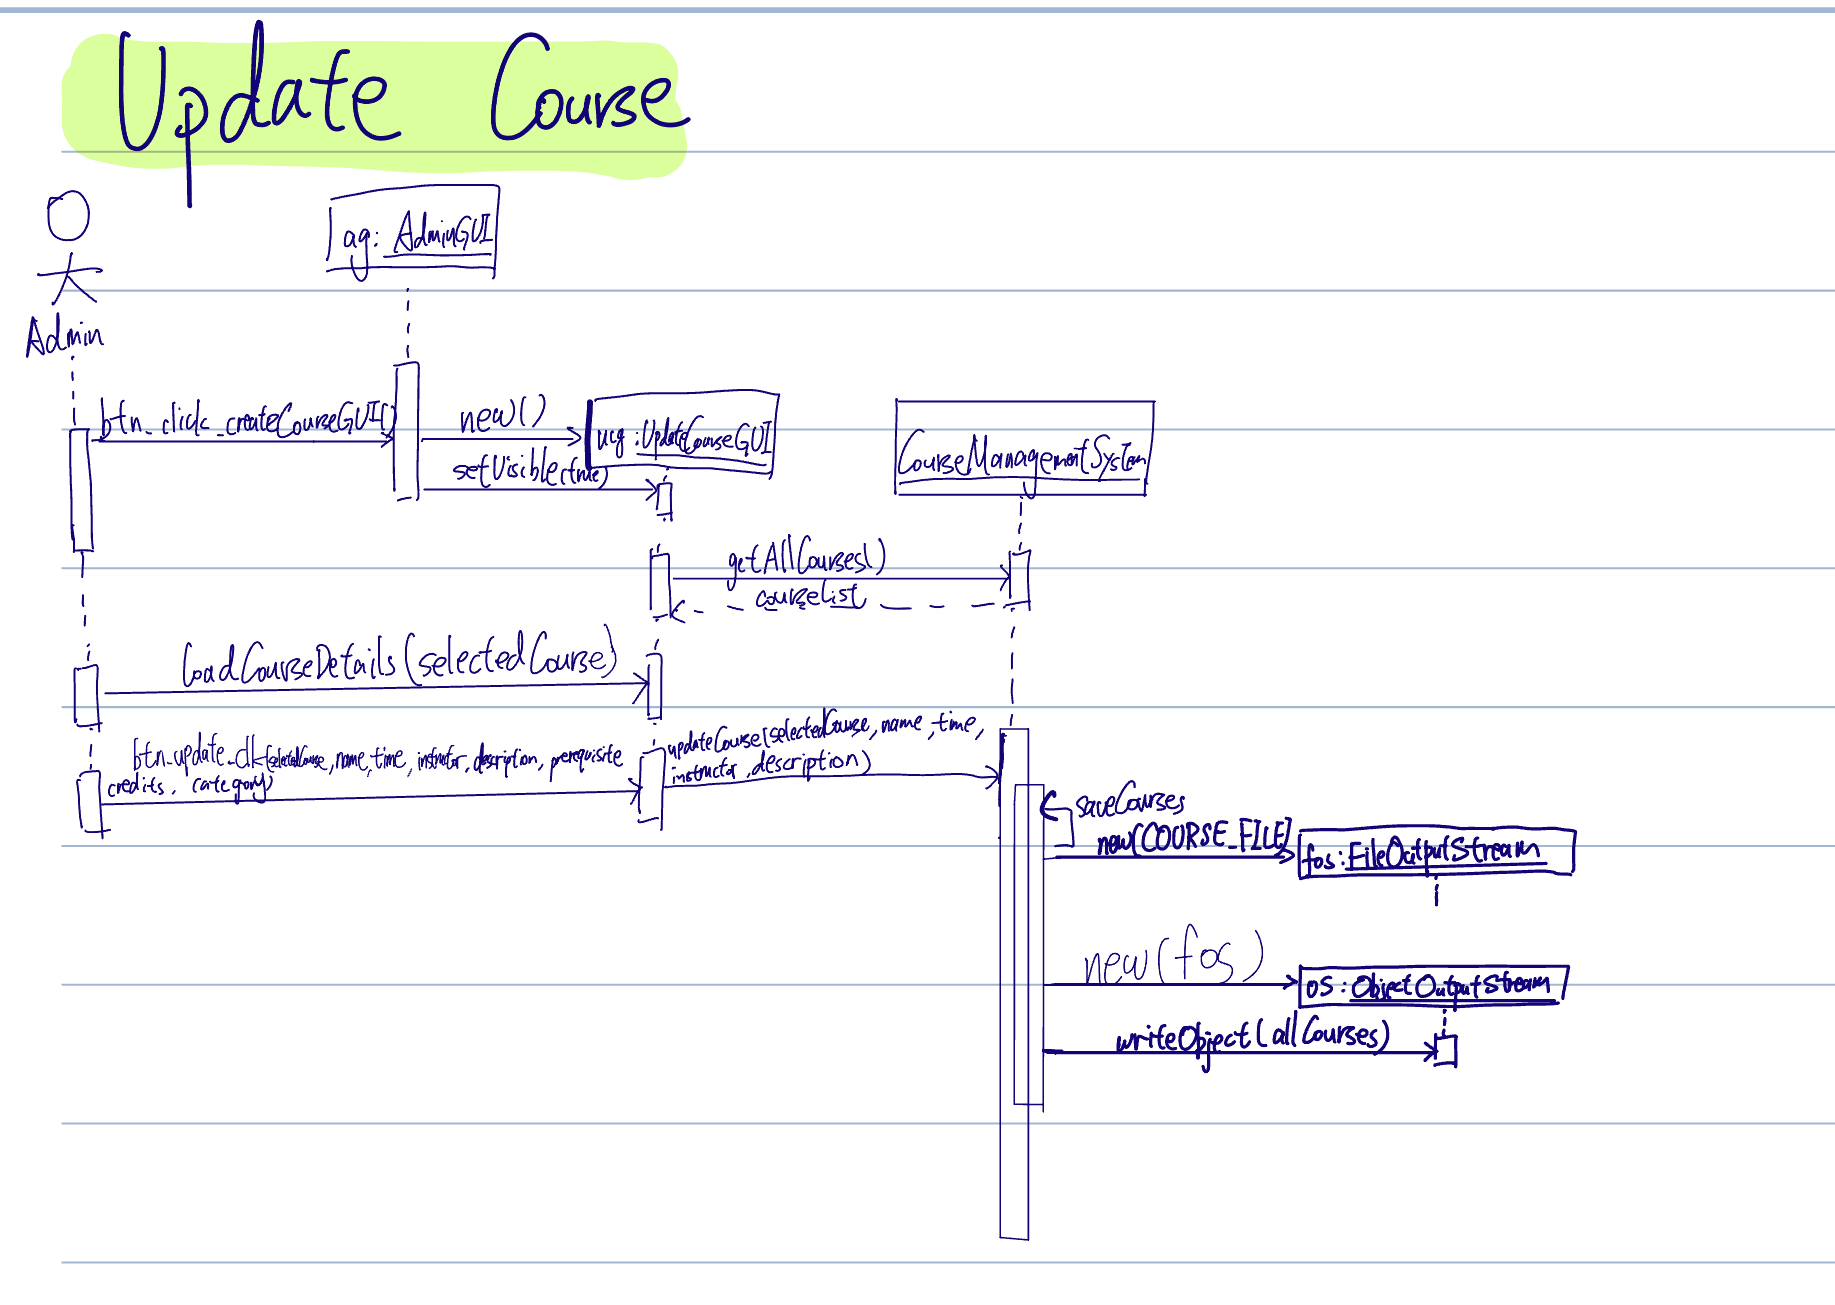 Update Course
ag: AdminGUI
Admin
btn_click_createCourseGUI()
new()
ucg: UpdateCourseGUI
setVisible(true)
CourseManagementSystem
getAllCourses()
courseList
loadCourseDetails(selectedCourse)
btn_update_clk(selectedCourse, name, time, instructor, description, prerequisite
credits, category)
updateCourse(selectedCourse, name, time,
instructor, description)
saveCourses
new(COURSE_FILE)
fos: FileOutputStream
new(fos)
os: ObjectOutputStream
writeObject(allCourses)